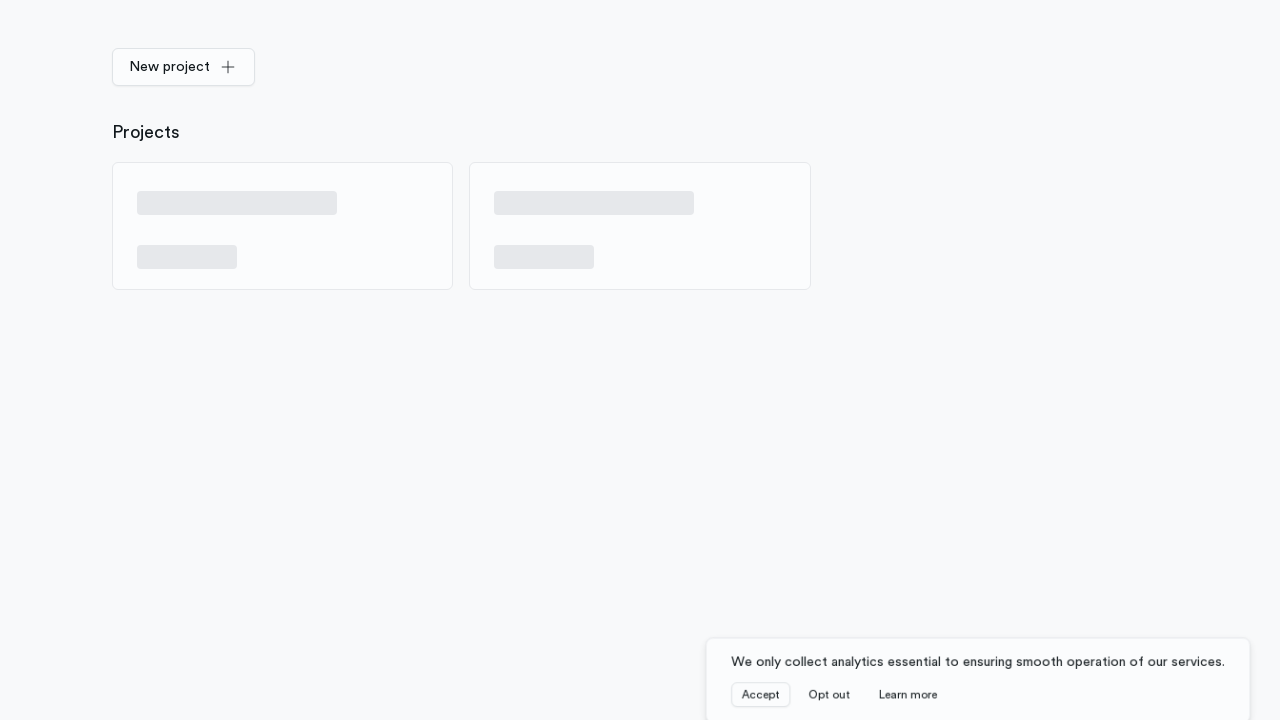 New project
Projects
We only collect analytics essential to ensuring smooth operation of our services.
Accept Opt out Learn more